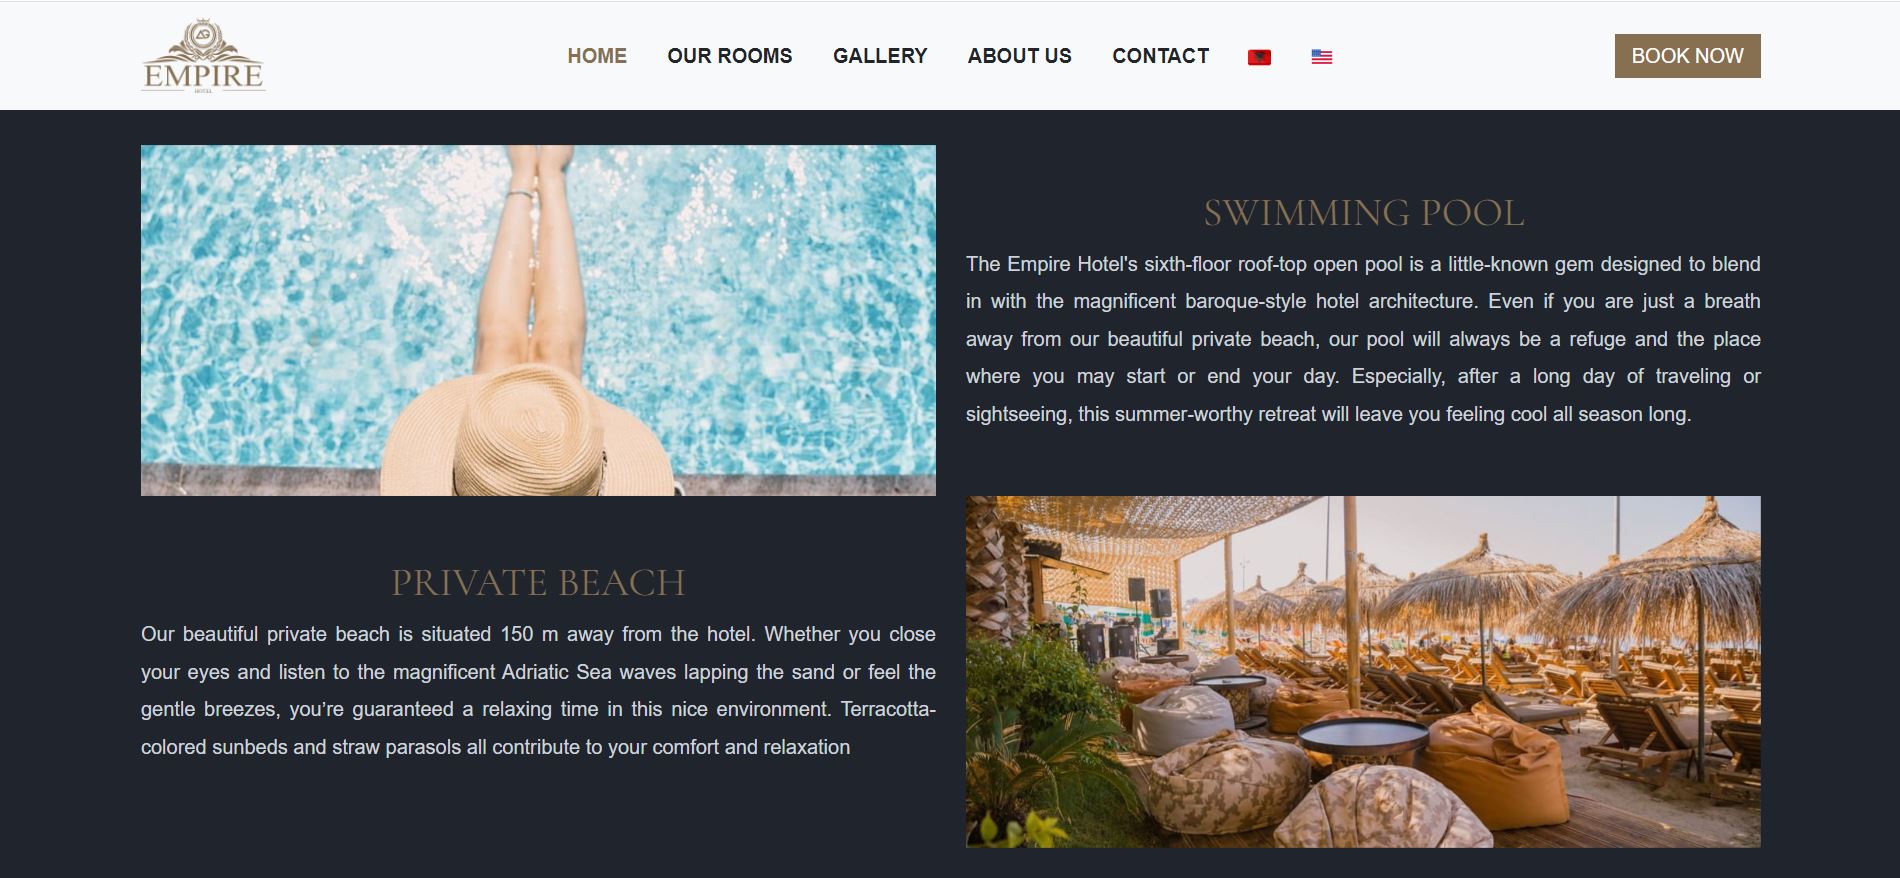 AG
EMPIRE
HOTEL
HOME
OUR ROOMS
GALLERY
ABOUT US
CONTACT
BOOK NOW
SWIMMING POOL
The Empire Hotel's sixth-floor roof-top open pool is a little-known gem designed to blend
in with the magnificent baroque-style hotel architecture. Even if you are just a breath
away from our beautiful private beach, our pool will always be a refuge and the place
where you may start or end your day. Especially, after a long day of traveling or
sightseeing, this summer-worthy retreat will leave you feeling cool all season long.
PRIVATE BEACH
Our beautiful private beach is situated 150 m away from the hotel. Whether you close
your eyes and listen to the magnificent Adriatic Sea waves lapping the sand or feel the
gentle breezes, you’re guaranteed a relaxing time in this nice environment. Terracotta-
colored sunbeds and straw parasols all contribute to your comfort and relaxation